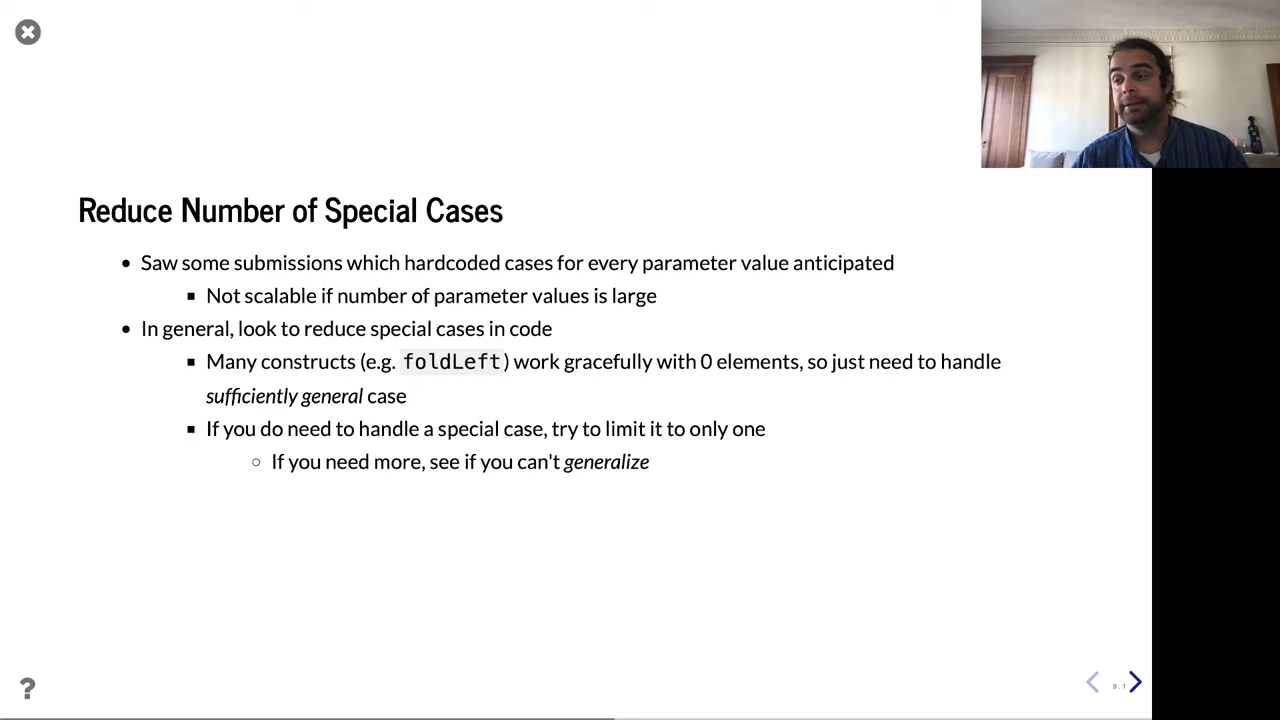 Reduce Number of Special Cases
• Saw some submissions which hardcoded cases for every parameter value anticipated
▪ Not scalable if number of parameter values is large
• In general, look to reduce special cases in code
▪ Many constructs (e.g. foldLeft) work gracefully with 0 elements, so just need to handle
sufficiently general case
▪ If you do need to handle a special case, try to limit it to only one
○ If you need more, see if you can't generalize
?
9.1